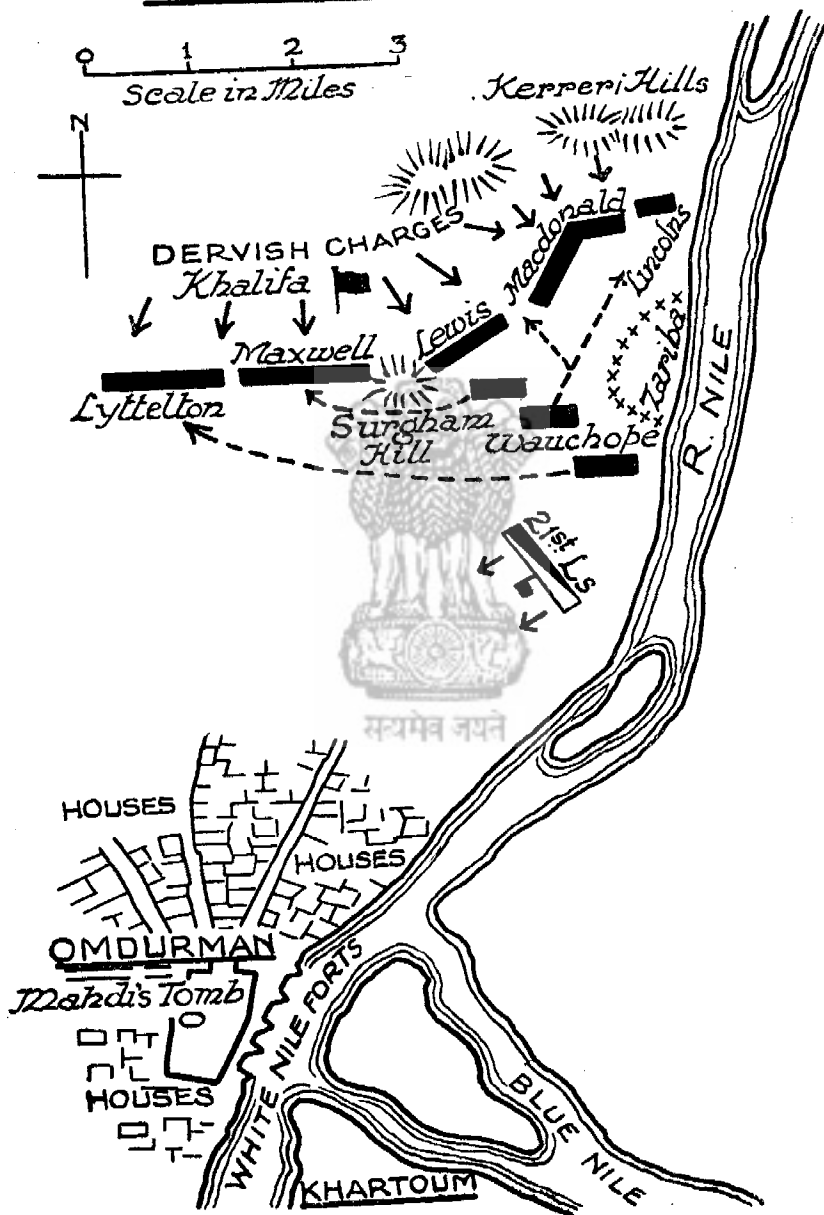 0 1 2 3
Scale in Miles
N
Kerreri Hills
DERVISH CHARGES
Khalifa
Macdonald
Lincolns
Lewis
Maxwell
Lyttelton
Surgham
Hill
Wauchope
Zariba
R. NILE
21st L's
सत्यमेव जयते
HOUSES
HOUSES
OMDURMAN
Mahdi's Tomb
HOUSES
WHITE NILE FORTS
BLUE NILE
KHARTOUM